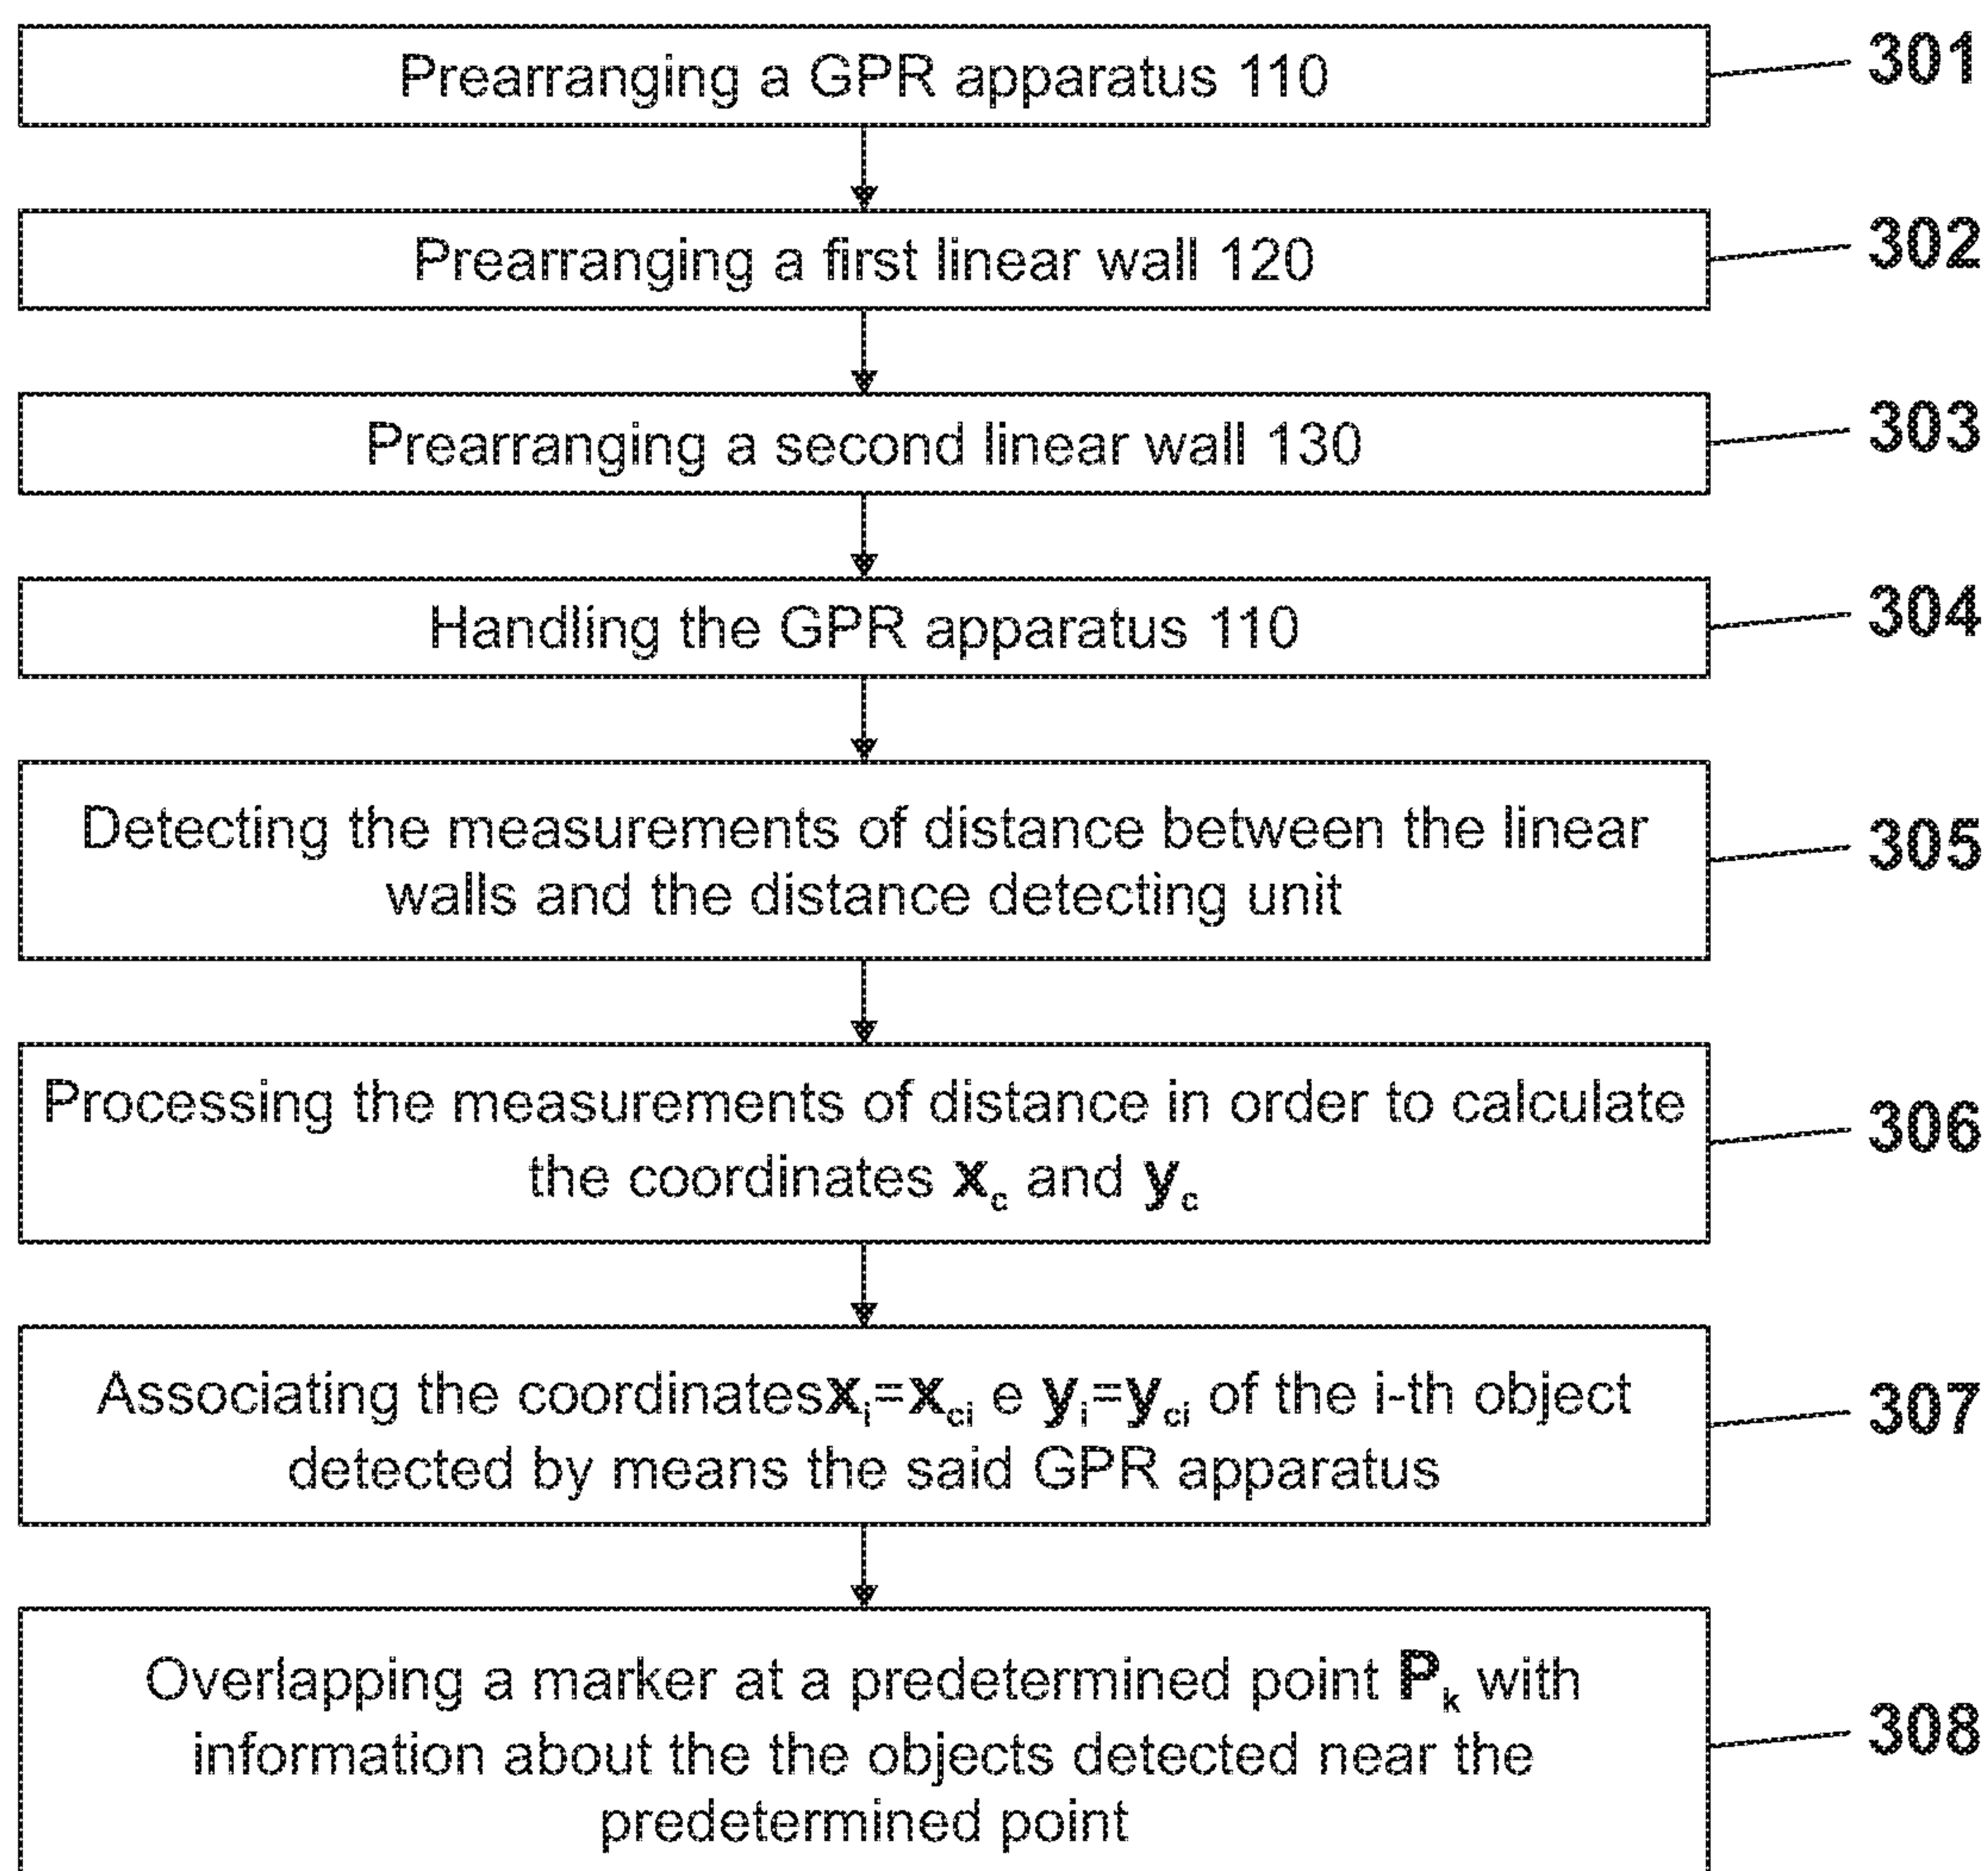 Prearranging a GPR apparatus 110
301
Prearranging a first linear wall 120
302
Prearranging a second linear wall 130
303
Handling the GPR apparatus 110
304
Detecting the measurements of distance between the linear
walls and the distance detecting unit
305
Processing the measurements of distance in order to calculate
the coordinates xc and yc
306
Associating the coordinatesxi=xci e yi=yci of the i-th object
detected by means the said GPR apparatus
307
Overlapping a marker at a predetermined point Pk with
information about the the objects detected near the
predetermined point
308